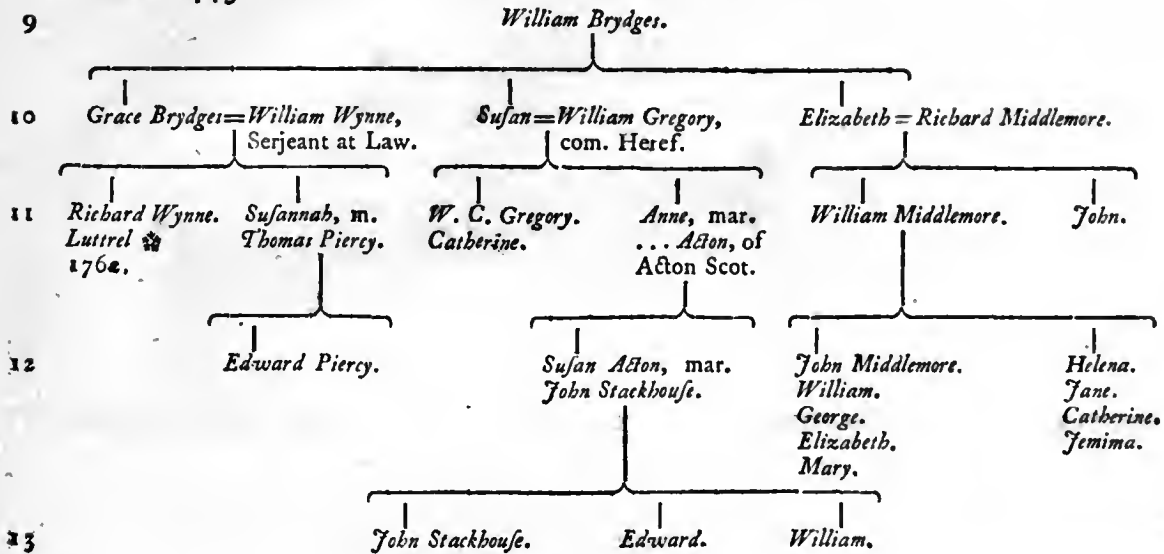 9 William Brydges.
10 Grace Brydges=William Wynne, Suſan=William Gregory, Elizabeth=Richard Middlemore.
Serjeant at Law. com. Heref.
11 Richard Wynne. Suſannah, m. W. C. Gregory. Anne, mar. William Middlemore. John.
Luttrel Thomas Piercy. Catherine. ... Acton, of
Acton Scot.
12 Edward Piercy. Suſan Acton, mar. John Middlemore. Helena.
John Stackhouſe. William. Jane.
George. Catherine.
Elizabeth. Jemima.
Mary.
13 John Stackhouſe. Edward. William.